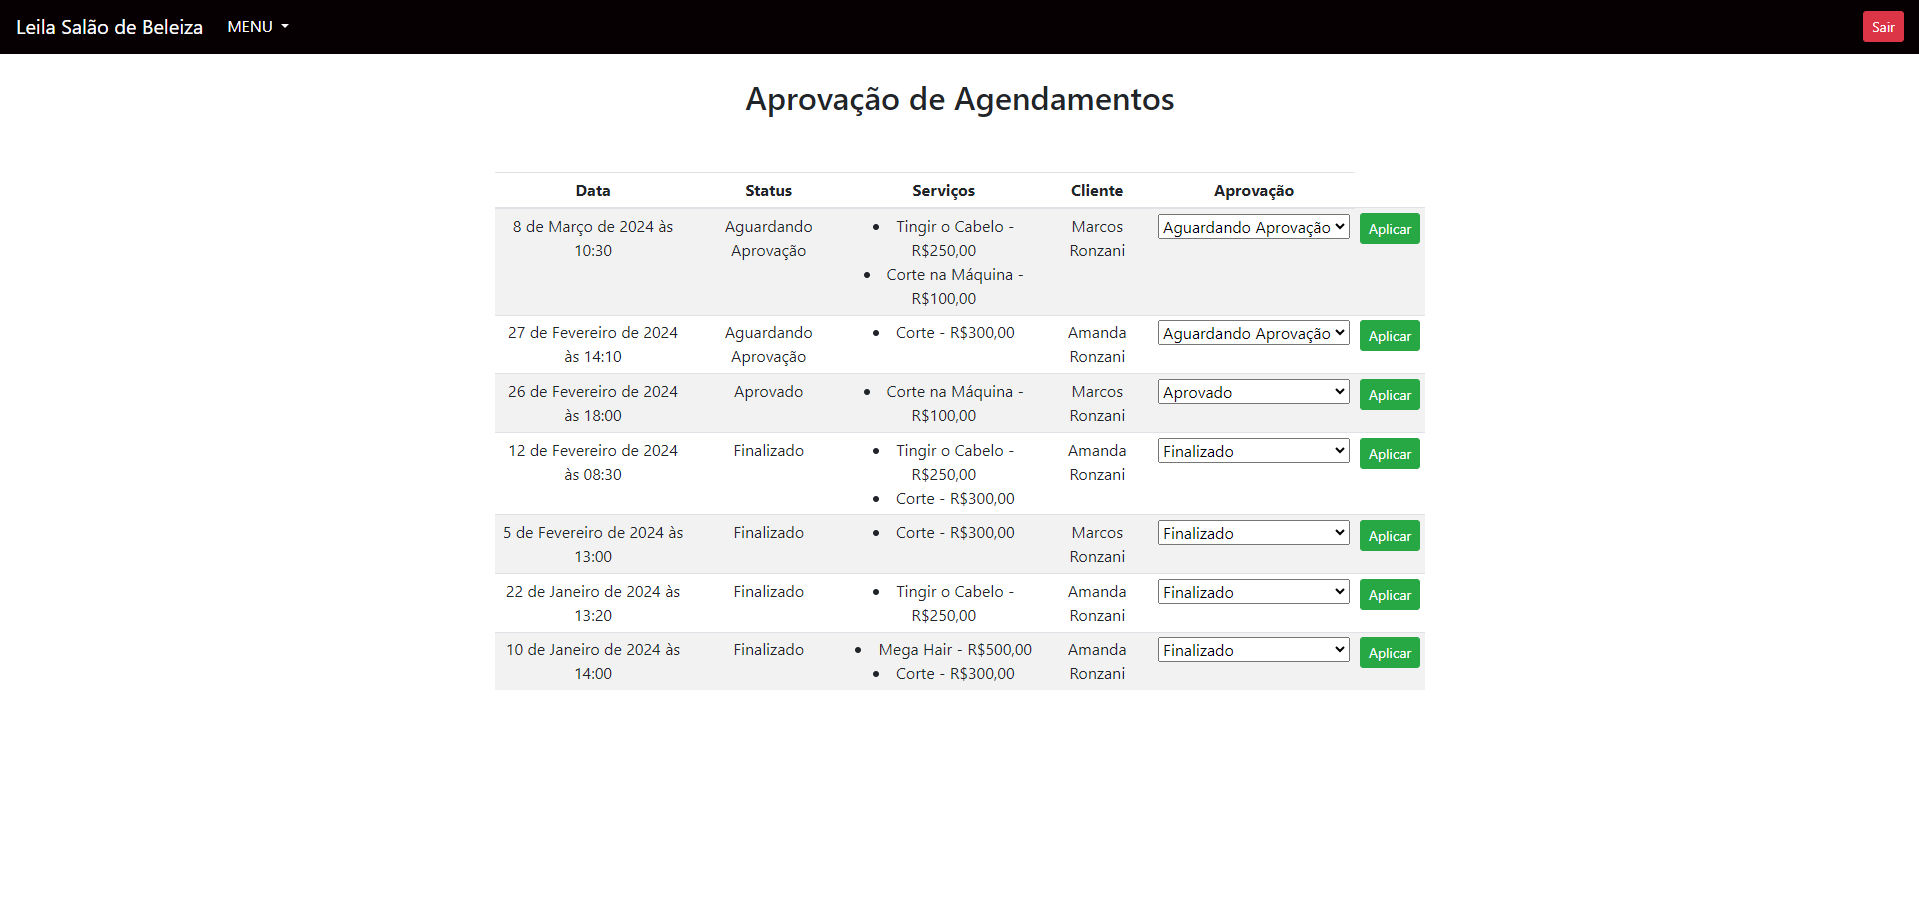 Leila Salão de Beleiza MENU Sair
Aprovação de Agendamentos
Data Status Serviços Cliente Aprovação
8 de Março de 2024 às Aguardando Tingir o Cabelo - Marcos Aguardando Aprovação Aplicar
10:30 Aprovação R$250,00 Ronzani
Corte na Máquina -
R$100,00
27 de Fevereiro de 2024 Aguardando Corte - R$300,00 Amanda Aguardando Aprovação Aplicar
às 14:10 Aprovação Ronzani
26 de Fevereiro de 2024 Aprovado Corte na Máquina - Marcos Aprovado Aplicar
às 18:00 R$100,00 Ronzani
12 de Fevereiro de 2024 Finalizado Tingir o Cabelo - Amanda Finalizado Aplicar
às 08:30 R$250,00 Ronzani
Corte - R$300,00
5 de Fevereiro de 2024 às Finalizado Corte - R$300,00 Marcos Finalizado Aplicar
13:00 Ronzani
22 de Janeiro de 2024 às Finalizado Tingir o Cabelo - Amanda Finalizado Aplicar
13:20 R$250,00 Ronzani
10 de Janeiro de 2024 às Finalizado Mega Hair - R$500,00 Amanda Finalizado Aplicar
14:00 Corte - R$300,00 Ronzani